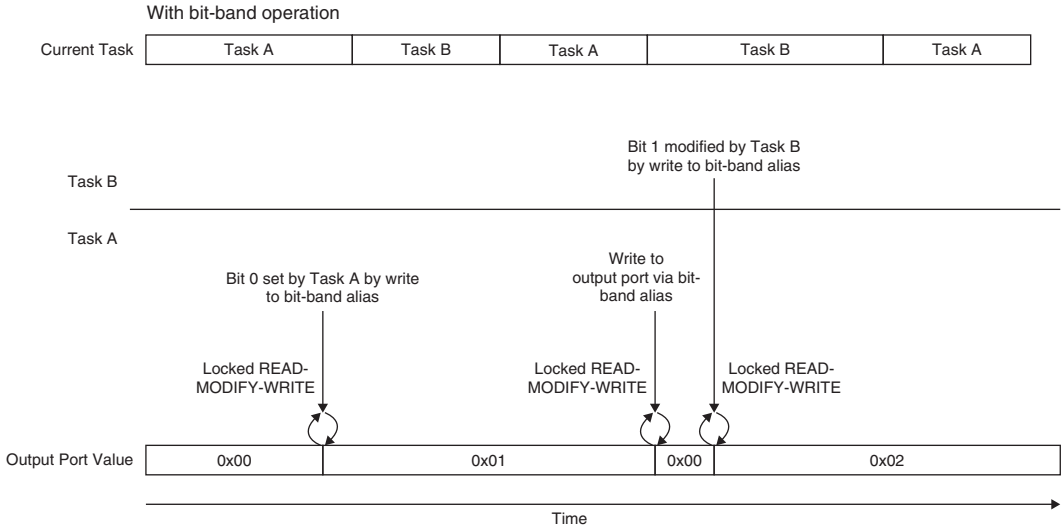 With bit-band operation
Current Task
Task A
Task B
Task A
Task B
Task A
Bit 1 modified by Task B
by write to bit-band alias
Task B
Task A
Write to
output port via bit-
band alias
Bit 0 set by Task A by write
to bit-band alias
Locked READ-
MODIFY-WRITE
Locked READ-
MODIFY-WRITE
Locked READ-
MODIFY-WRITE
Output Port Value
0x00
0x01
0x00
0x02
Time